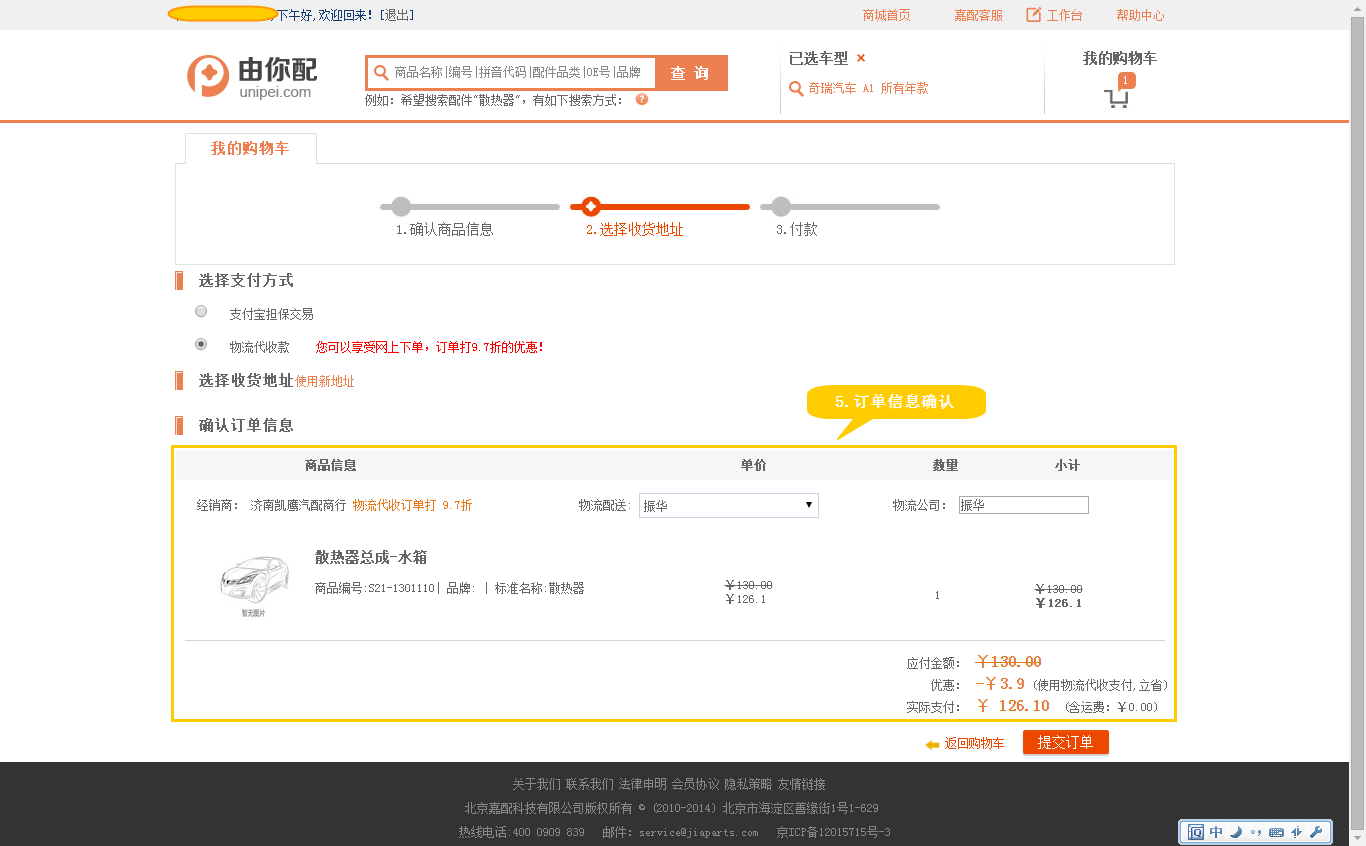 下午好,欢迎回来！[退出]
商城首页 嘉配客服 工作台 帮助中心
由你配
unipei.com
商品名称|编号|拼音代码|配件品类|OE号|品牌 查 询
例如：希望搜索配件"散热器"，有如下搜索方式： ?
已选车型 ×
奇瑞汽车 A1 所有年款
我的购物车
1
我的购物车
1.确认商品信息 2.选择收货地址 3.付款
选择支付方式
支付宝担保交易
物流代收款 您可以享受网上下单，订单打9.7折的优惠！
选择收货地址使用新地址
5.订单信息确认
确认订单信息
商品信息 单价 数量 小计
经销商： 济南凯鹰汽配商行 物流代收订单打 9.7折 物流配送: 振华 物流公司： 振华
散热器总成-水箱
商品编号:S21-1301110| 品牌: | 标准名称:散热器
暂无图片
￥130.00
￥126.1
1
￥130.00
￥126.1
应付金额： ￥130.00
优惠： -￥3.9 (使用物流代收支付,立省)
实际支付： ￥ 126.10 (含运费：￥0.00)
返回购物车 提交订单
关于我们 联系我们 法律申明 会员协议 隐私策略 友情链接
北京嘉配科技有限公司版权所有 © (2010-2014) 北京市海淀区善缘街1号1-629
热线电话:400 0909 839 邮件：service@jiaparts.com 京ICP备12015715号-3
中